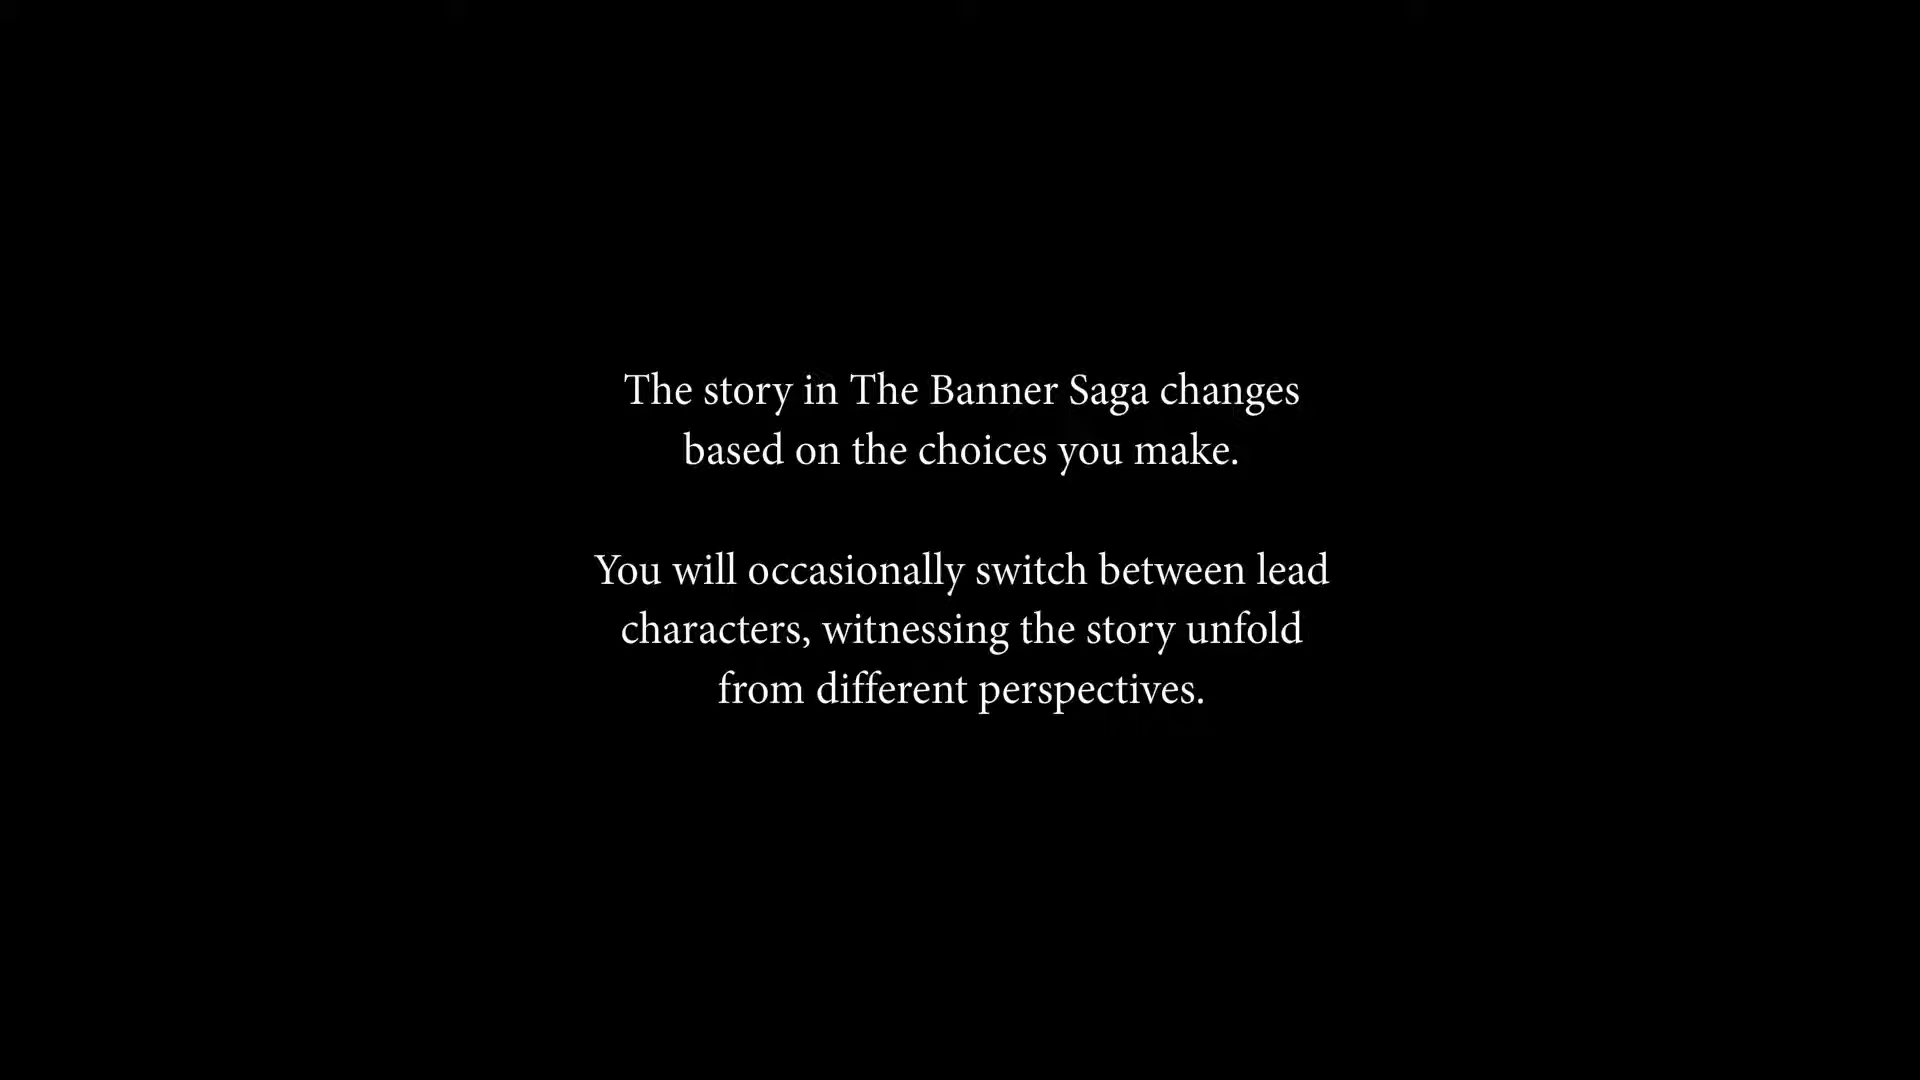 The story in The Banner Saga changes
based on the choices you make.
You will occasionally switch between lead
characters, witnessing the story unfold
from different perspectives.